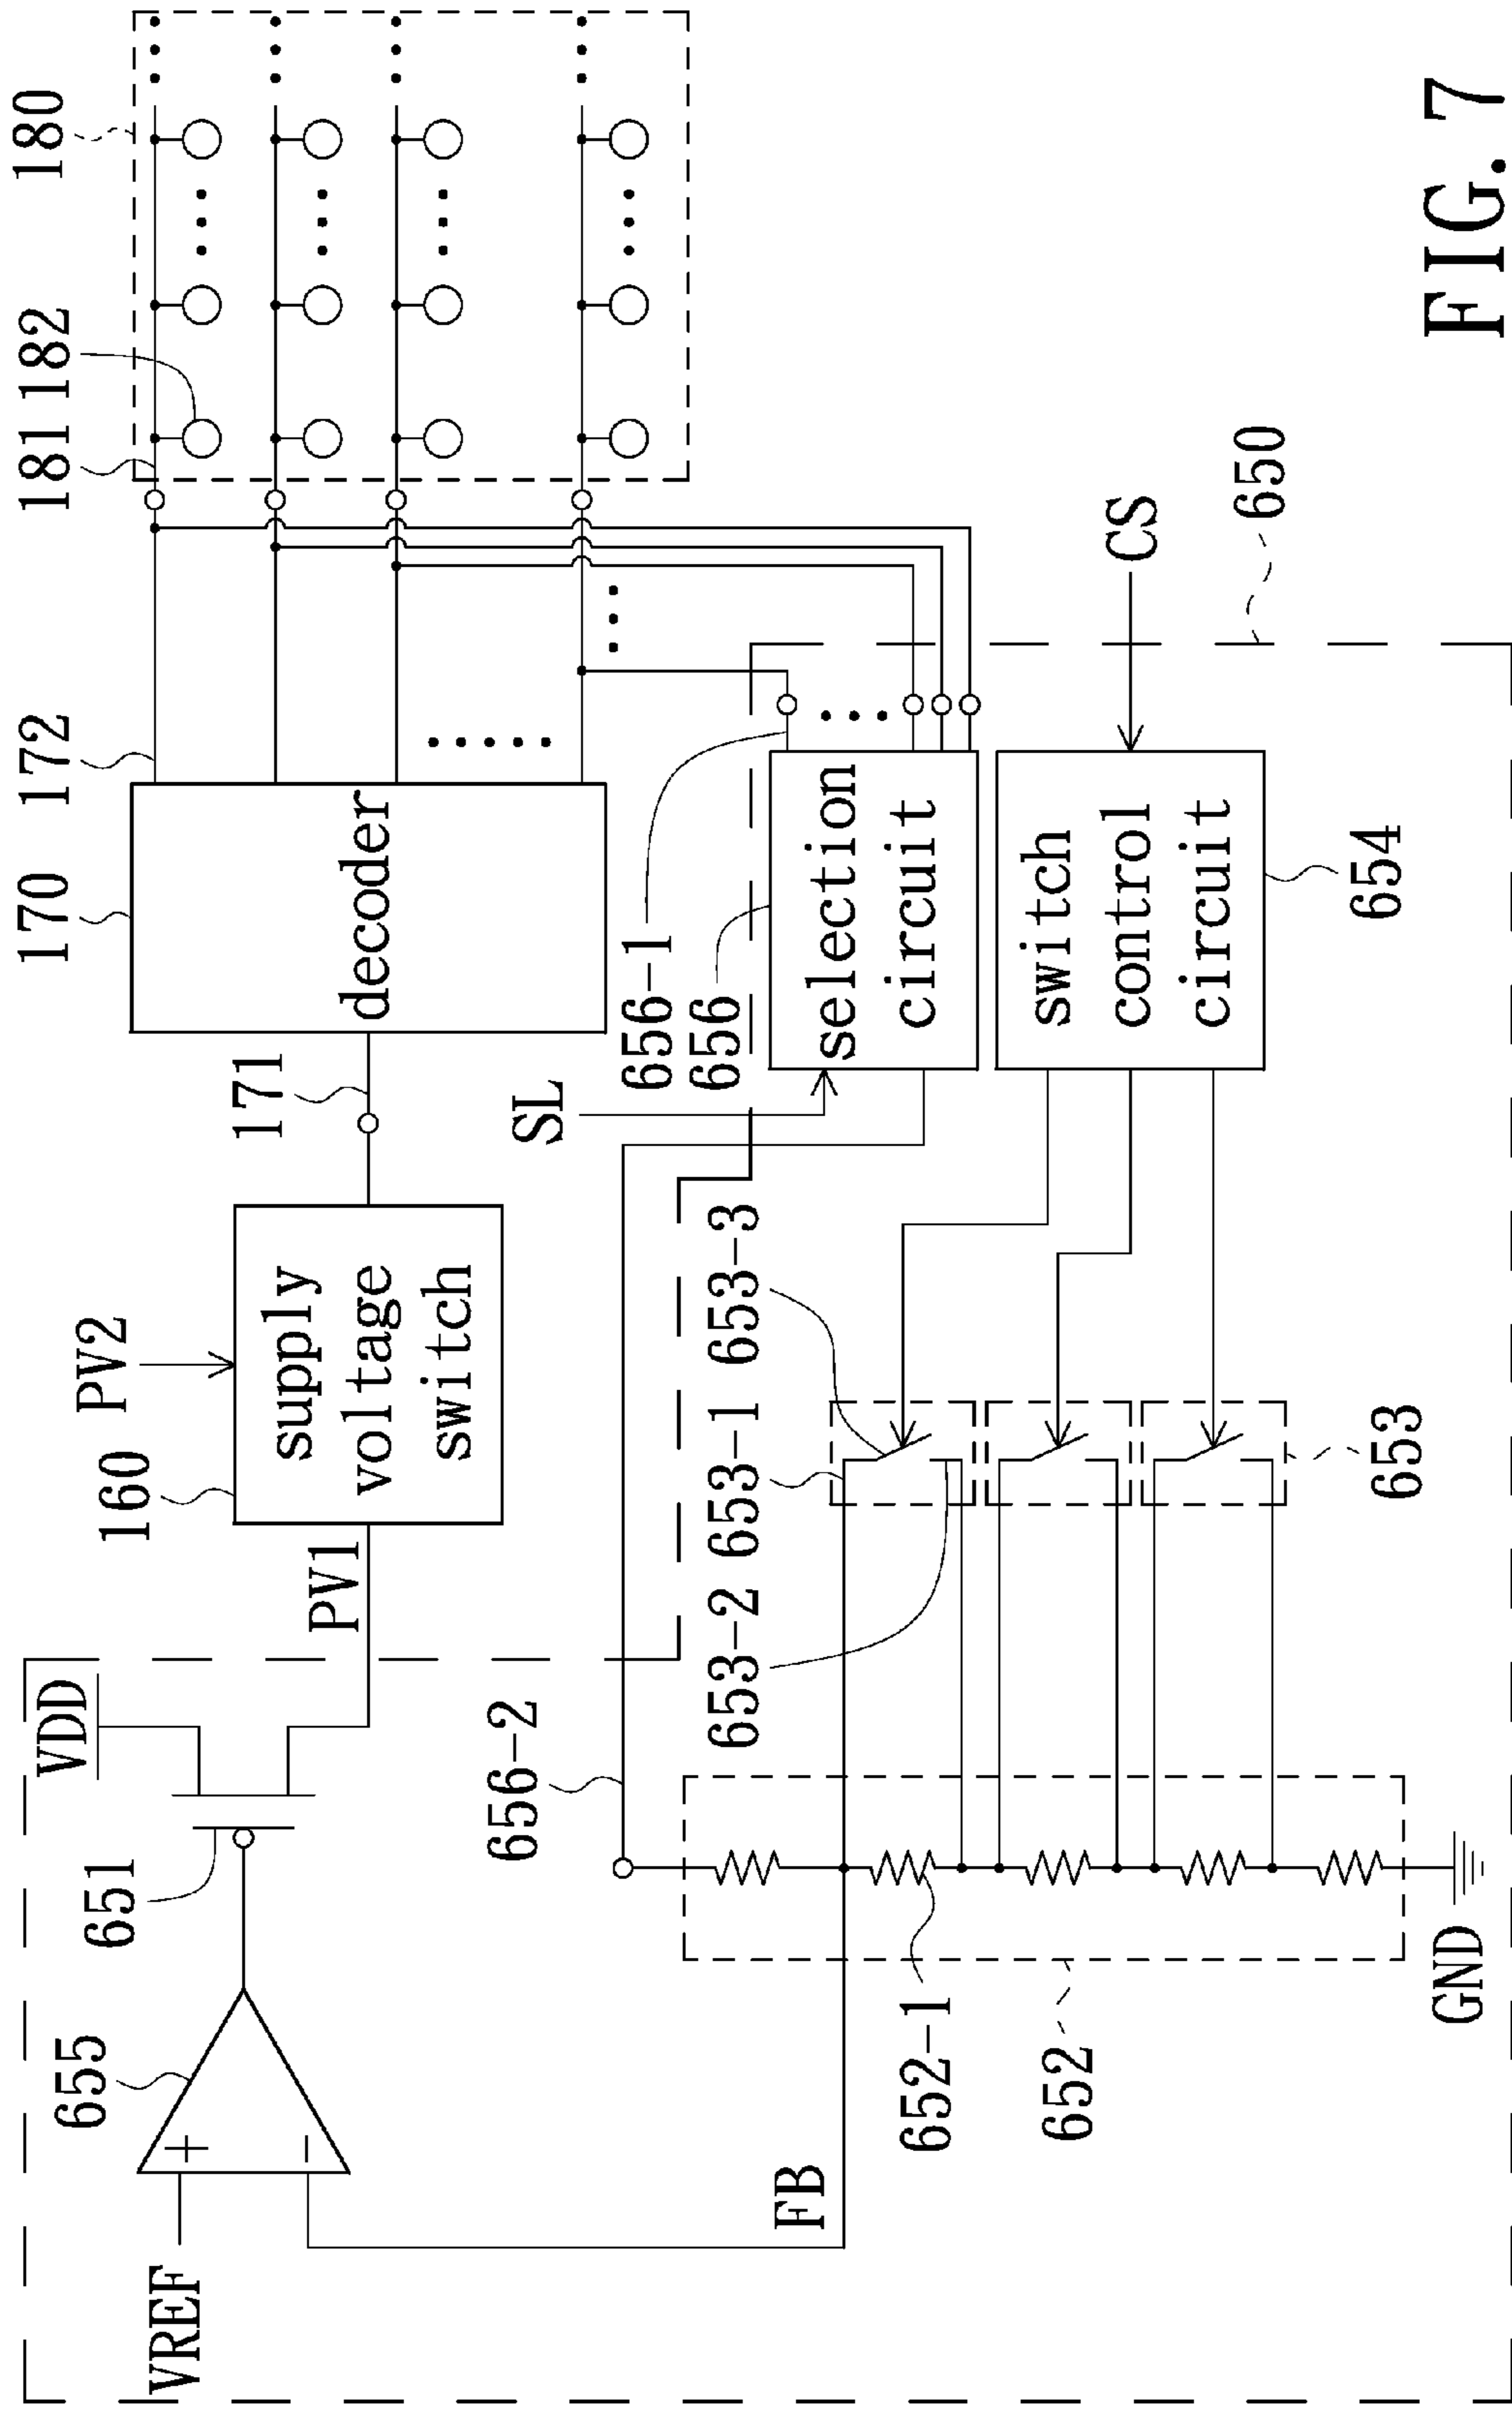 VREF
655
651
VDD
PV1
160
PV2
supply
voltage
switch
171
170
decoder
172
181
182
180
SL
656-1
656
selection
circuit
656-2
653-2
653-1
653-3
FB
652-1
652
GND
653
switch
control
circuit
654
CS
650
FIG. 7